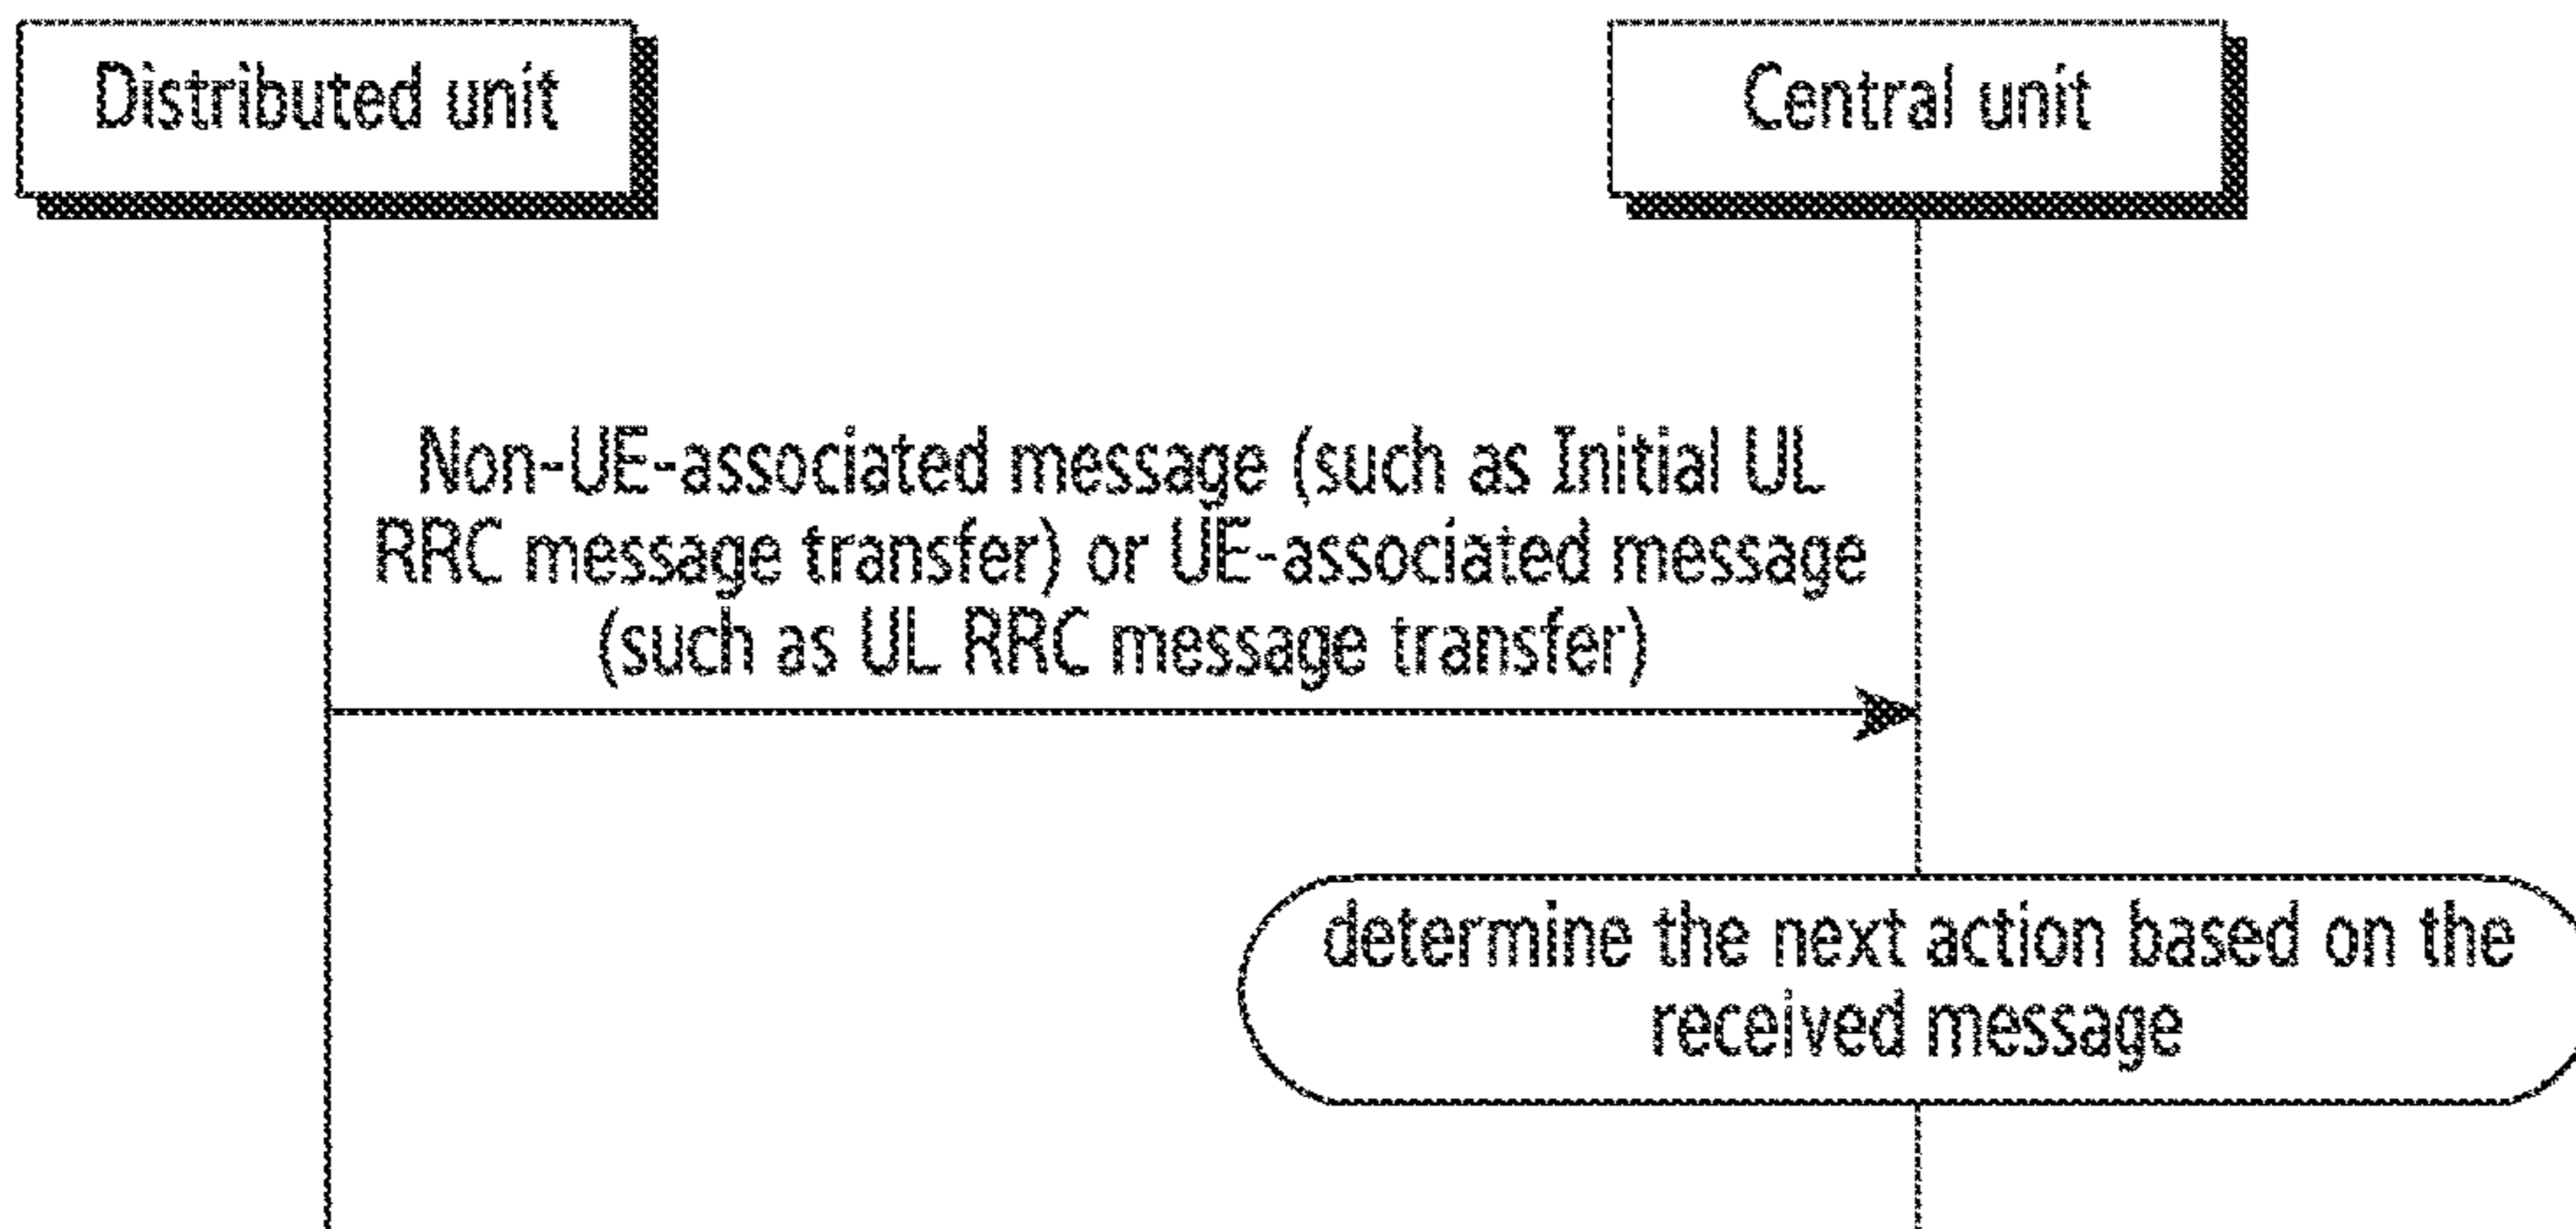 Distributed unit
Central unit
Non-UE-associated message (such as Initial UL
RRC message transfer) or UE-associated message
(such as UL RRC message transfer)
determine the next action based on the
received message